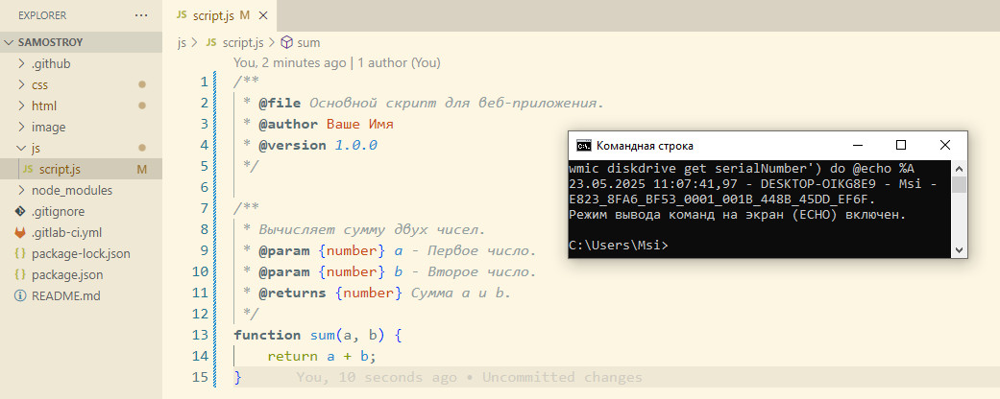 EXPLORER ···
SAMOSTROY
.github
css
html
image
js
JS script.js M
node_modules
.gitignore
.gitlab-ci.yml
{ } package-lock.json
{ } package.json
README.md
JS script.js M ×
js > JS script.js > sum
You, 2 minutes ago | 1 author (You)
1 /**
2 * @file Основной скрипт для веб-приложения.
3 * @author Ваше Имя
4 * @version 1.0.0
5 */
6
7 /**
8 * Вычисляет сумму двух чисел.
9 * @param {number} a - Первое число.
10 * @param {number} b - Второе число.
11 * @returns {number} Сумма a и b.
12 */
13 function sum(a, b) {
14 return a + b;
15 } You, 10 seconds ago • Uncommitted changes
Командная строка
wmic diskdrive get serialNumber') do @echo %A
23.05.2025 11:07:41,97 - DESKTOP-OIKG8E9 - Msi -
E823_8FA6_BF53_0001_001B_448B_45DD_EF6F.
Режим вывода команд на экран (ECHO) включен.
C:\Users\Msi>